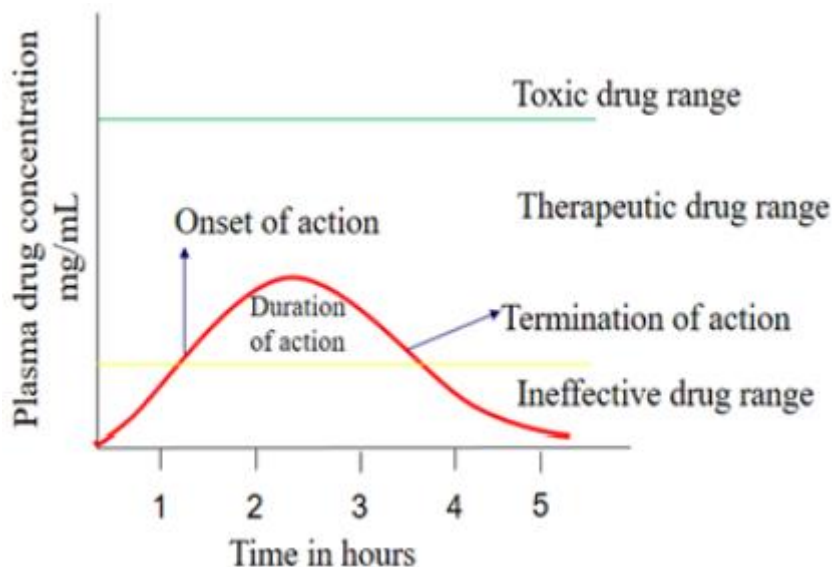 Plasma drug concentration
mg/mL
Toxic drug range
Therapeutic drug range
Onset of action
Duration
of action
Termination of action
Ineffective drug range
1 2 3 4 5
Time in hours